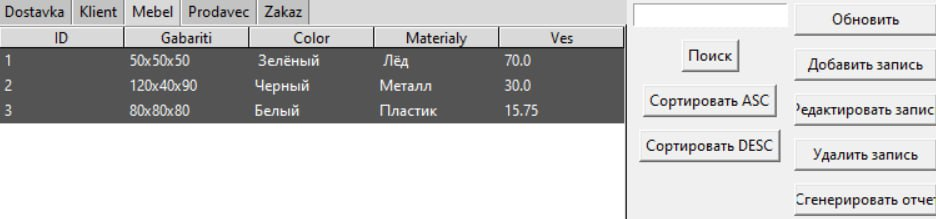 Dostavka Klient Mebel Prodavec Zakaz
ID Gabariti Color Materialy Ves
1 50x50x50 Зелёный Лёд 70.0
2 120x40x90 Черный Металл 30.0
3 80x80x80 Белый Пластик 15.75
Поиск
Сортировать ASC
Сортировать DESC
Обновить
Добавить запись
Редактировать запис
Удалить запись
Сгенерировать отче